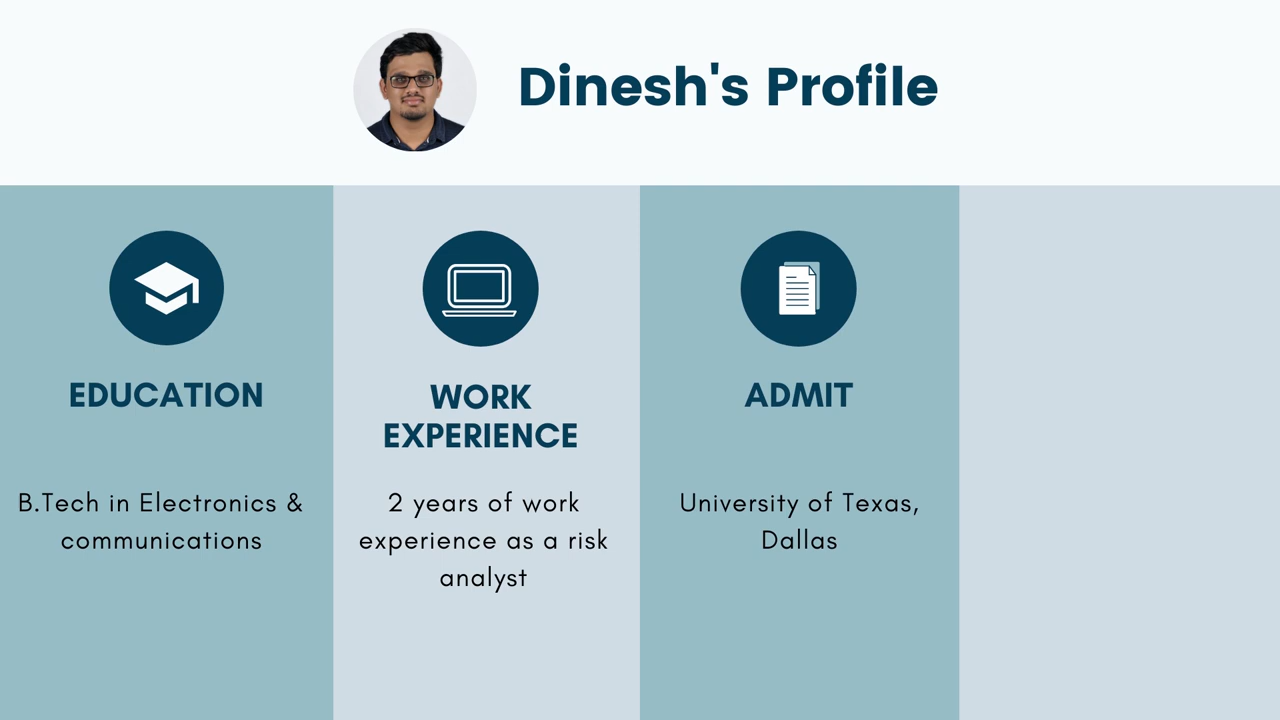 Dinesh's Profile
EDUCATION
B.Tech in Electronics &
communications
WORK
EXPERIENCE
2 years of work
experience as a risk
analyst
ADMIT
University of Texas,
Dallas